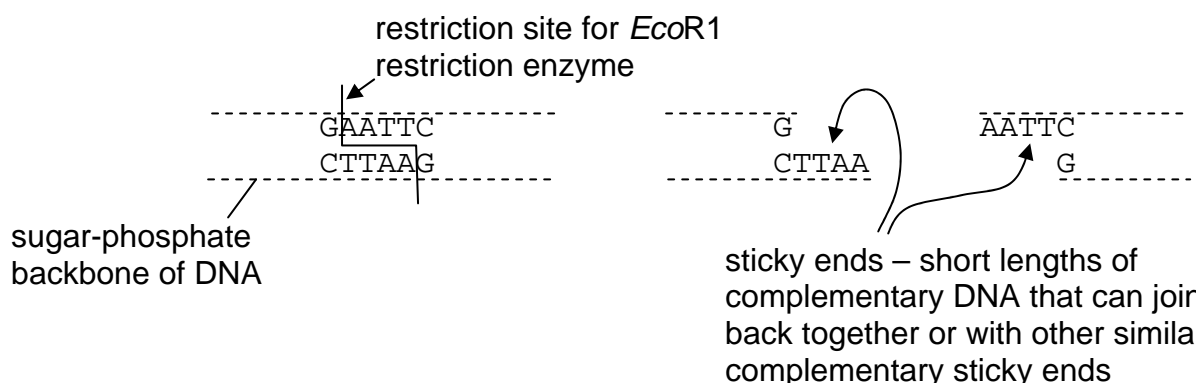 restriction site for EcoR1
restriction enzyme
GAATTC
CTTAAG
G
CTTAA
AATTC
G
sugar-phosphate
backbone of DNA
sticky ends – short lengths of
complementary DNA that can join
back together or with other simila
complementary sticky ends